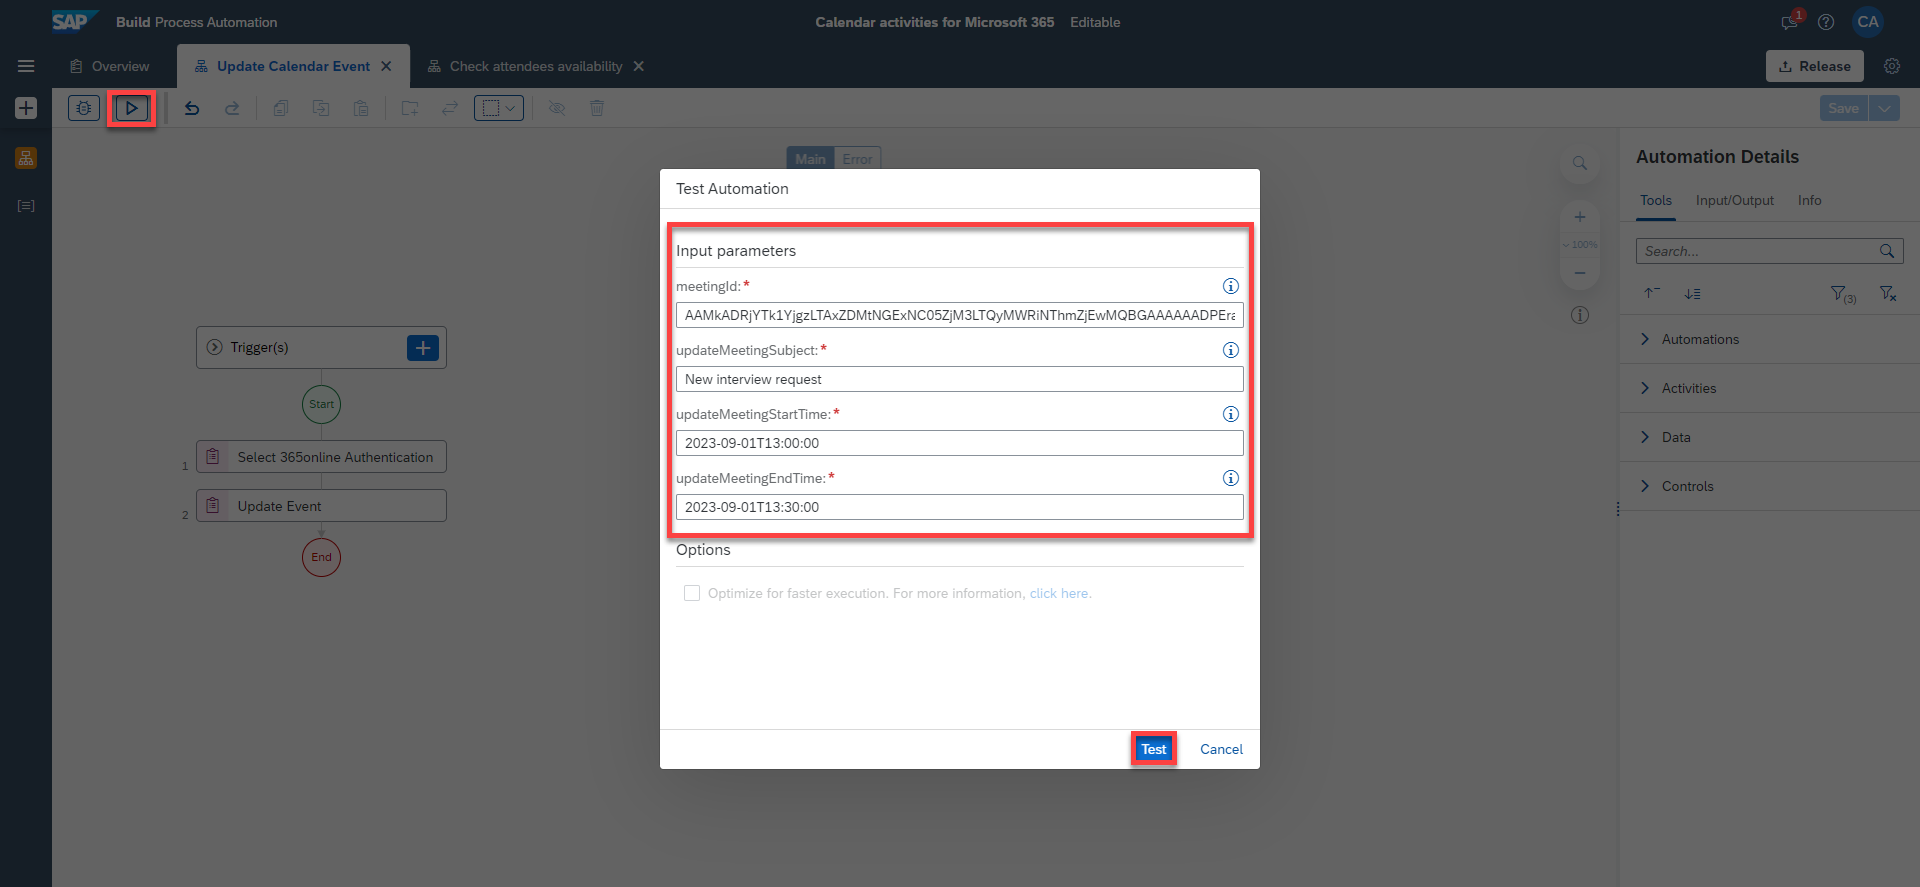 SAP Build Process Automation
Calendar activities for Microsoft 365 Editable
1
CA
Overview
Update Calendar Event
Check attendees availability
Release
Save
Main Error
Automation Details
Tools Input/Output Info
Search...
100%
(3)
Automations
Activities
Data
Controls
Trigger(s)
Start
1 Select 365online Authentication
2 Update Event
End
Test Automation
Input parameters
meetingId:*
AAMkADRjYTk1YjgzLTAxZDMtNGExNC05ZjM3LTQyMWRiNThmZjEwMQBGAAAAAADPEra
updateMeetingSubject:*
New interview request
updateMeetingStartTime:*
2023-09-01T13:00:00
updateMeetingEndTime:*
2023-09-01T13:30:00
Options
Optimize for faster execution. For more information, click here.
Test Cancel